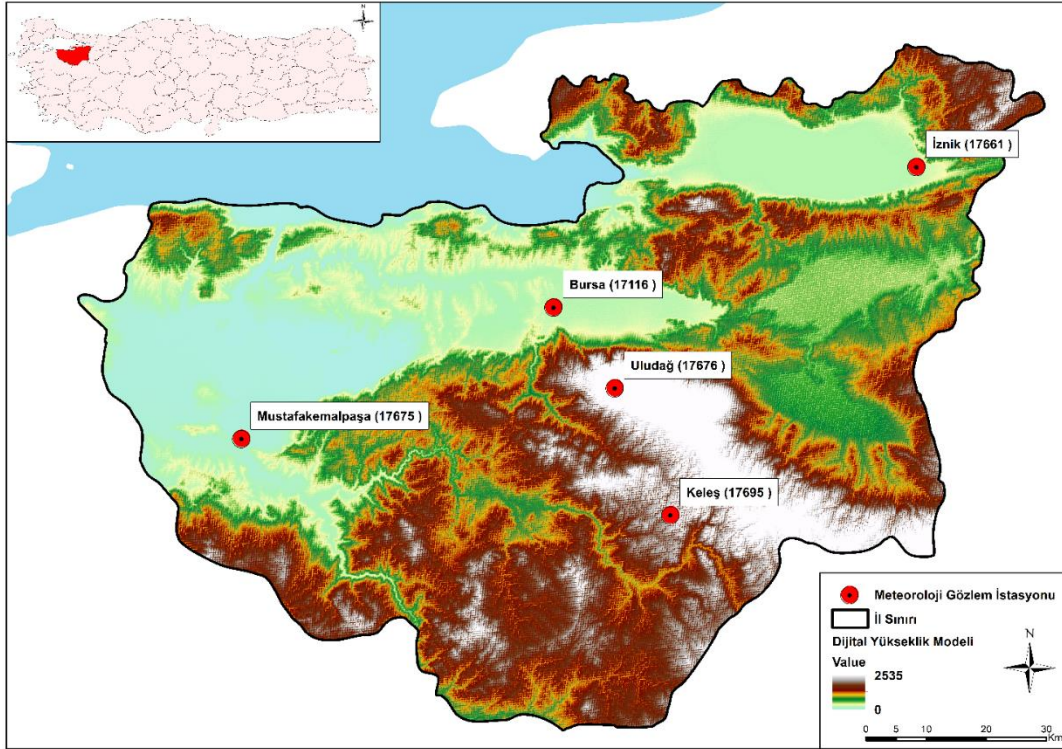 N
İznik (17661 )
Bursa (17116 )
Uludağ (17676 )
Mustafakemalpaşa (17675 )
Keleş (17695 )
Meteoroloji Gözlem İstasyonu
İl Sınırı
Dijital Yükseklik Modeli
Value
2535
0
N
0 5 10 20 30
Km